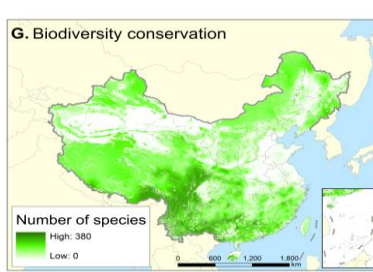 G. Biodiversity conservation
Number of species
High: 380
Low: 0
0 600 1,200 1,800
km